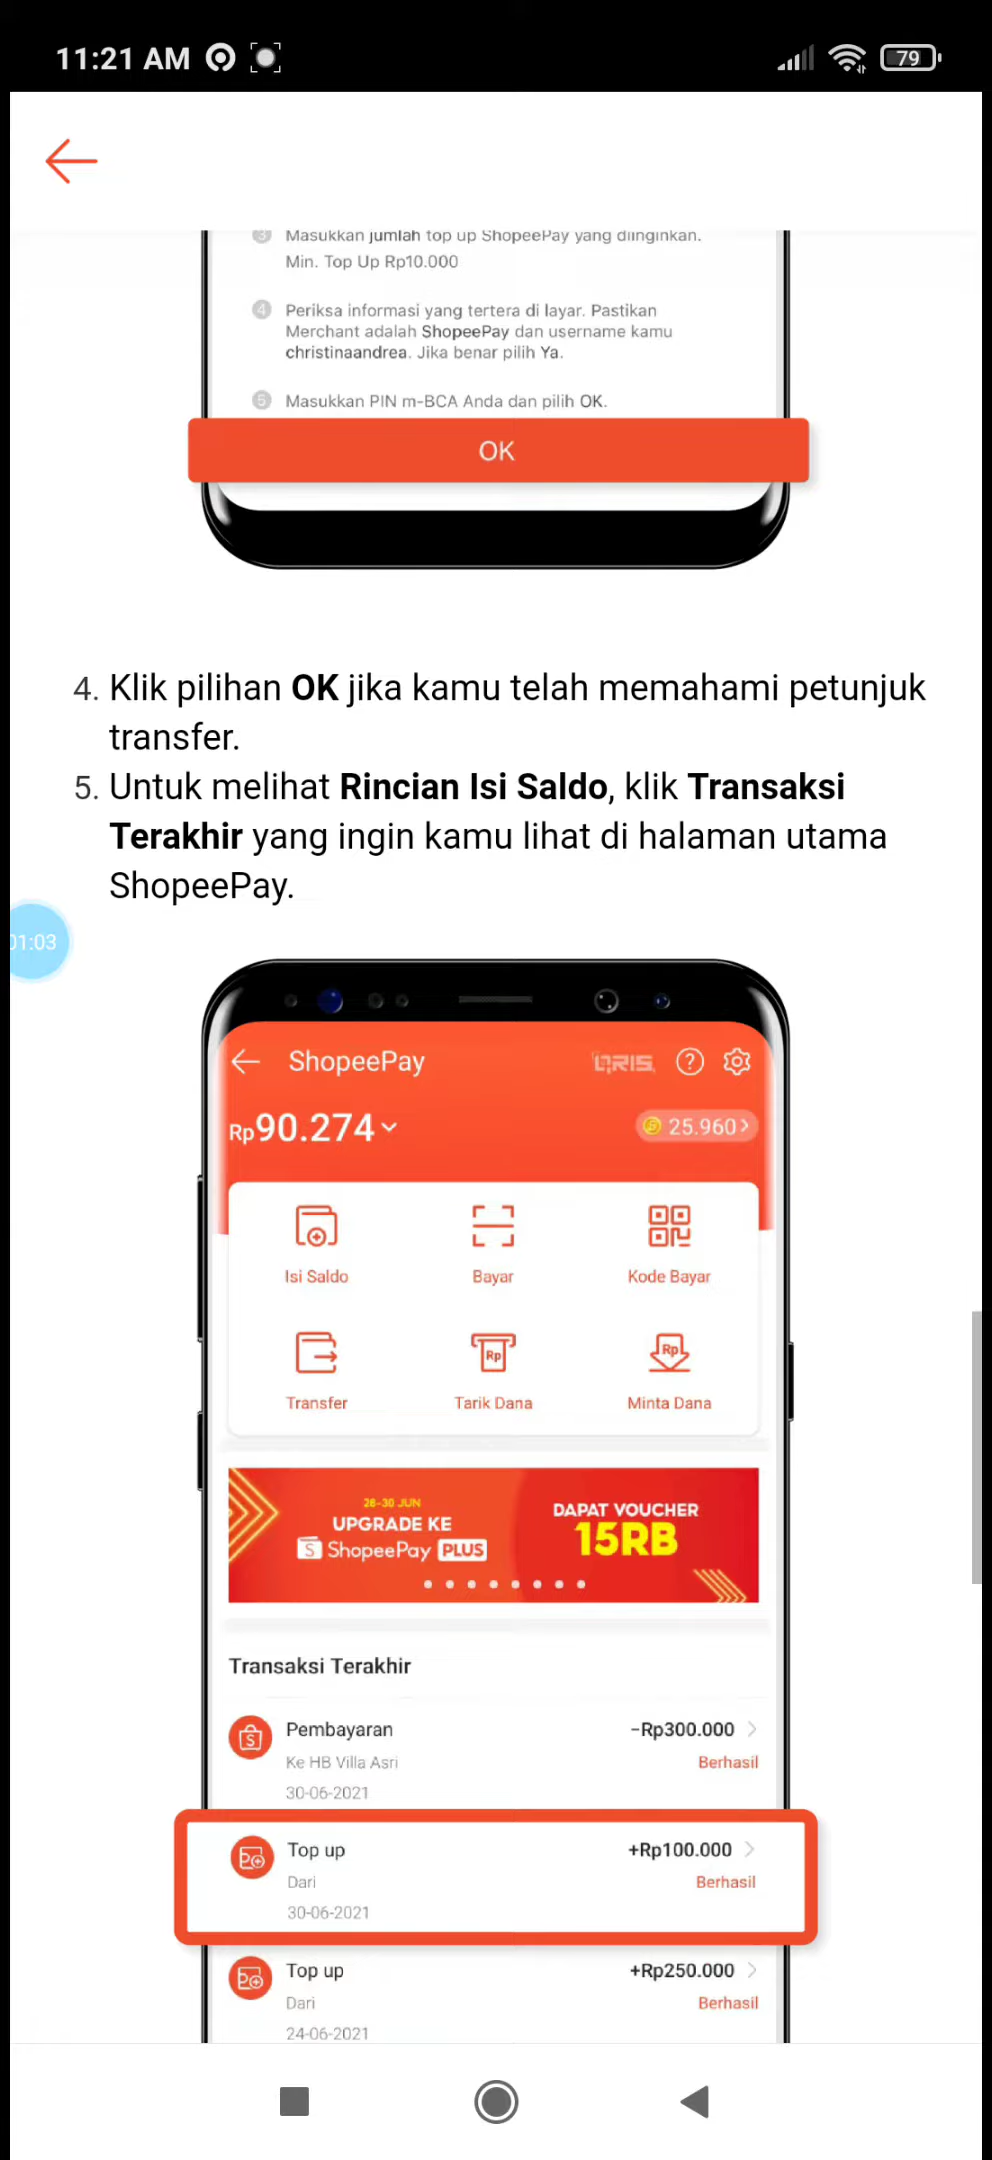 11:21 AM
79
3 Masukkan jumlah top up ShopeePay yang diinginkan.
Min. Top Up Rp10.000
4 Periksa informasi yang tertera di layar. Pastikan
Merchant adalah ShopeePay dan username kamu
christinaandrea. Jika benar pilih Ya.
5 Masukkan PIN m-BCA Anda dan pilih OK.
OK
4. Klik pilihan OK jika kamu telah memahami petunjuk
transfer.
5. Untuk melihat Rincian Isi Saldo, klik Transaksi
Terakhir yang ingin kamu lihat di halaman utama
ShopeePay.
01:03
ShopeePay QRIS ?
Rp90.274 25.960
Isi Saldo Bayar Kode Bayar
Rp Rp
Transfer Tarik Dana Minta Dana
26-30 JUN
UPGRADE KE
S ShopeePay PLUS
DAPAT VOUCHER
15RB
Transaksi Terakhir
Pembayaran -Rp300.000
Ke HB Villa Asri Berhasil
30-06-2021
Top up +Rp100.000
Dari Berhasil
30-06-2021
Top up +Rp250.000
Dari Berhasil
24-06-2021